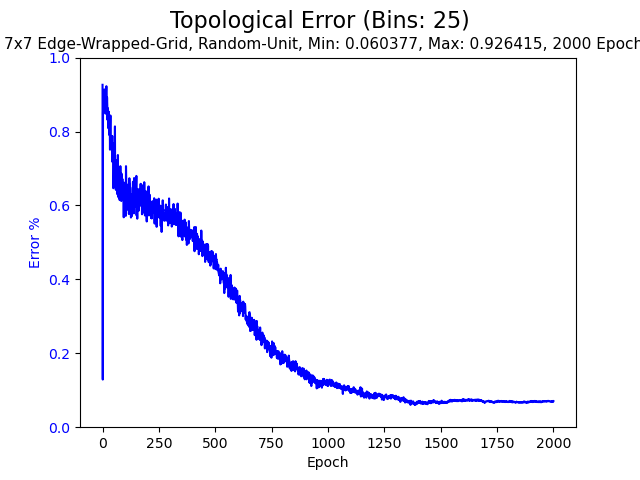 Topological Error (Bins: 25)
7x7 Edge-Wrapped-Grid, Random-Unit, Min: 0.060377, Max: 0.926415, 2000 Epoch
1.0
0.8
0.6
0.4
0.2
0.0
Error %
0 250 500 750 1000 1250 1500 1750 2000
Epoch